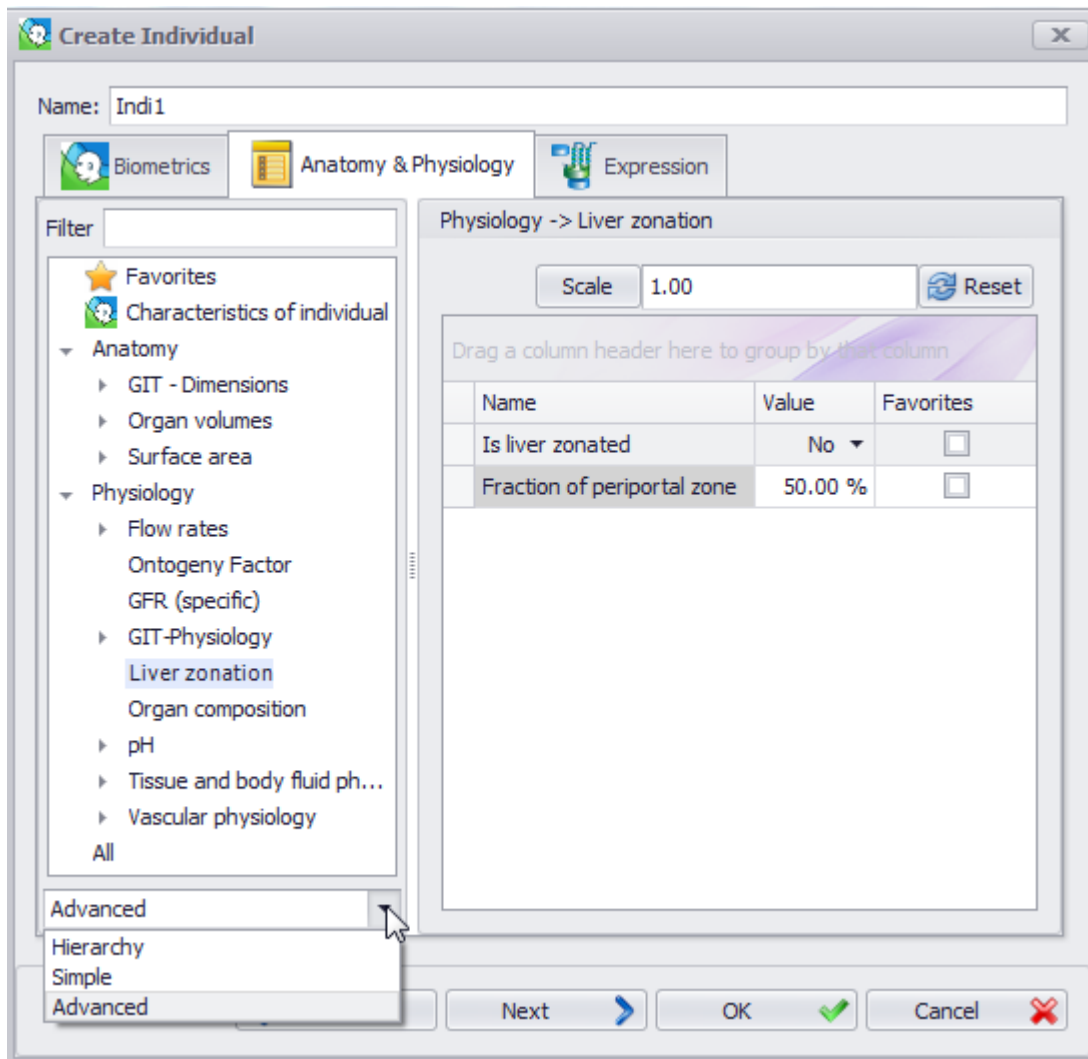 Create Individual
Name: Indi1
Biometrics
Anatomy & Physiology
Expression
Filter
Favorites
Characteristics of individual
Anatomy
GIT - Dimensions
Organ volumes
Surface area
Physiology
Flow rates
Ontogeny Factor
GFR (specific)
GIT-Physiology
Liver zonation
Organ composition
pH
Tissue and body fluid ph...
Vascular physiology
All
Advanced
Hierarchy
Simple
Advanced
Physiology -> Liver zonation
Scale 1.00 Reset
Drag a column header here to group by that column
Name Value Favorites
Is liver zonated No
Fraction of periportal zone 50.00 %
Next OK Cancel